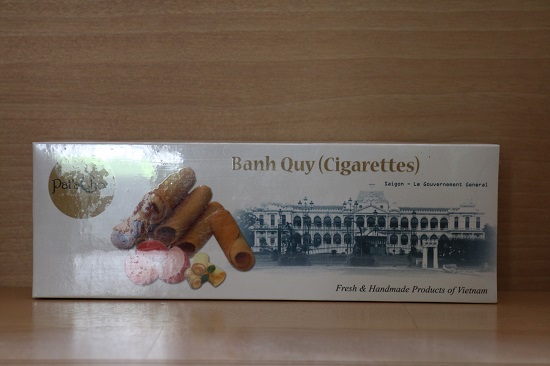 Banh Quy (Cigarettes)
Saigon - Le Gouvernement General
Fresh & Handmade Products of Vietnam